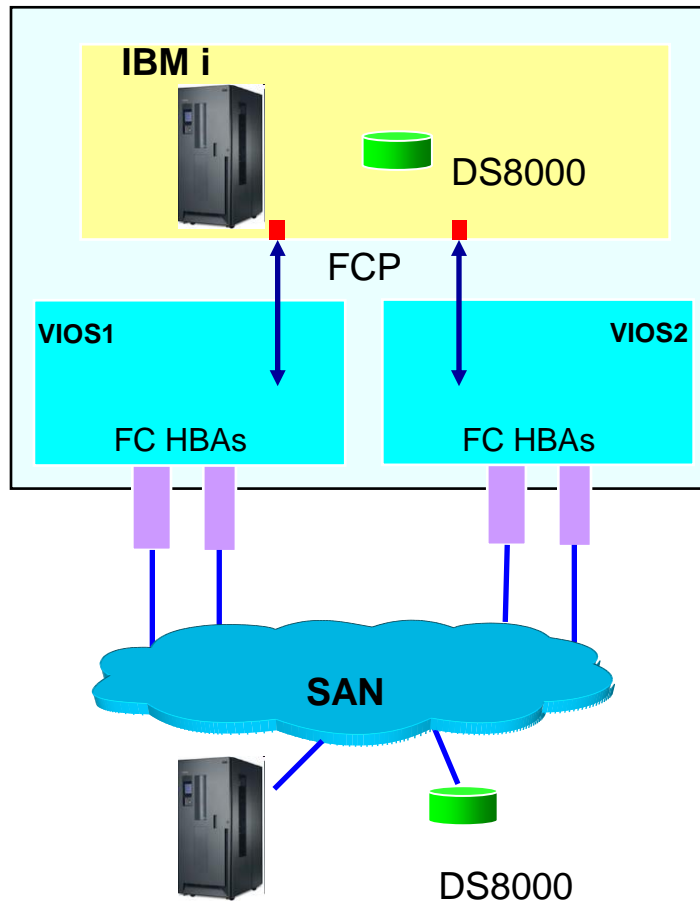 IBM i
DS8000
FCP
VIOS1
VIOS2
FC HBAs
FC HBAs
SAN
DS8000